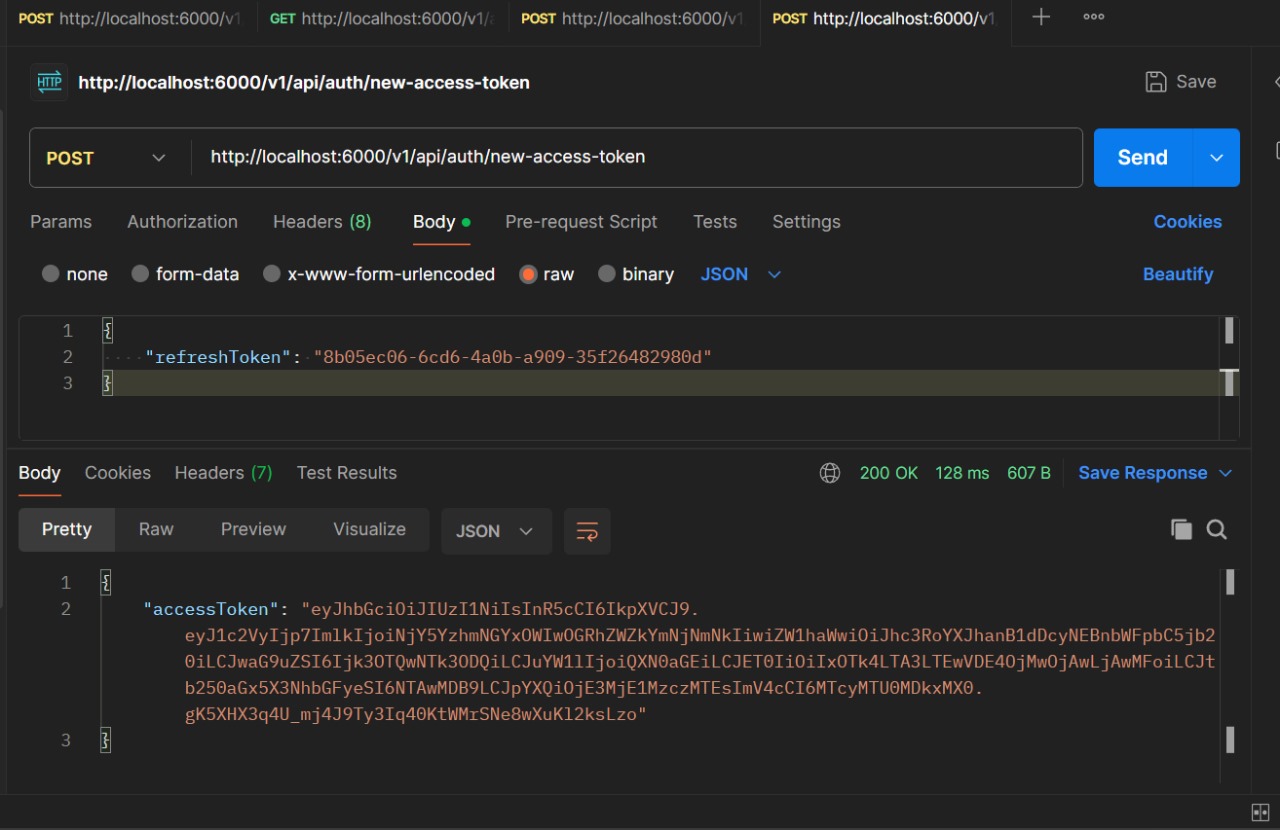 POST http://localhost:6000/v1
GET http://localhost:6000/v1/a
POST http://localhost:6000/v1
POST http://localhost:6000/v1
HTTP http://localhost:6000/v1/api/auth/new-access-token
Save
POST
http://localhost:6000/v1/api/auth/new-access-token
Send
Params Authorization Headers (8) Body Pre-request Script Tests Settings Cookies
none form-data x-www-form-urlencoded raw binary JSON Beautify
1 {
2 "refreshToken": "8b05ec06-6cd6-4a0b-a909-35f26482980d"
3 }
Body Cookies Headers (7) Test Results 200 OK 128 ms 607 B Save Response
Pretty Raw Preview Visualize JSON
1 {
2 "accessToken": "eyJhbGciOiJIUzI1NiIsInR5cCI6IkpXVCJ9.
eyJ1c2VyIjp7ImlkIjoiNjY5YzhmNGYxOWIwOGRhZWZkYmNjNmNkIiwiZW1haWwiOiJhc3RoYXJhanB1dDcyNEBnbWFpbC5jb2
0iLCJwaG9uZSI6Ijk3OTQwNTk3ODQiLCJuYW1lIjoiQXN0aGEiLCJET0IiOiIxOTk4LTA3LTEwVDE4OjMwOjAwLjAwMFoiLCJt
b250aGx5X3NhbGFyeSI6NTAwMDB9LCJpYXQiOjE3MjE1MzczMTEsImV4cCI6MTcyMTU0MDkxMX0.
gK5XHX3q4U_mj4J9Ty3Iq40KtWMrSNe8wXuKl2ksLzo"
3 }